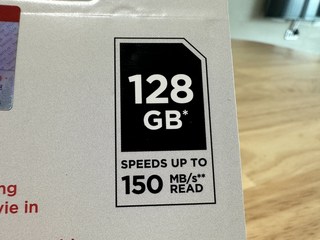 128
GB*
SPEEDS UP TO
150 MB/s**
READ
ng
vie in